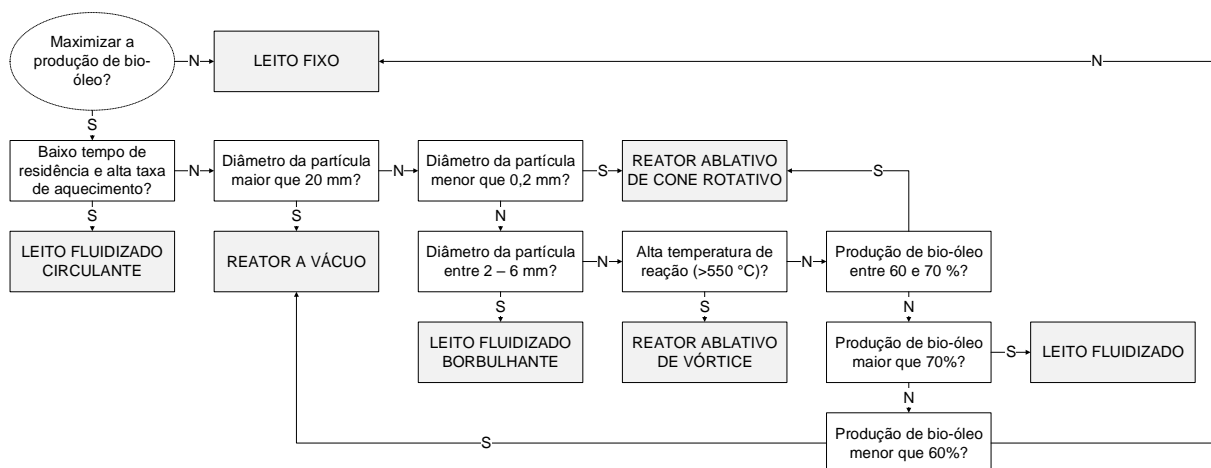 Maximizar a
produção de bio-
óleo?
N
LEITO FIXO
N
S
Baixo tempo de
residência e alta taxa
de aquecimento?
N
Diâmetro da partícula
maior que 20 mm?
N
Diâmetro da partícula
menor que 0,2 mm?
S
REATOR ABLATIVO
DE CONE ROTATIVO
S
S
S
N
LEITO FLUIDIZADO
CIRCULANTE
REATOR A VÁCUO
Diâmetro da partícula
entre 2 – 6 mm?
N
Alta temperatura de
reação (>550 °C)?
N
Produção de bio-óleo
entre 60 e 70 %?
S
S
N
LEITO FLUIDIZADO
BORBULHANTE
REATOR ABLATIVO
DE VÓRTICE
Produção de bio-óleo
maior que 70%?
S
LEITO FLUIDIZADO
N
S
Produção de bio-óleo
menor que 60%?